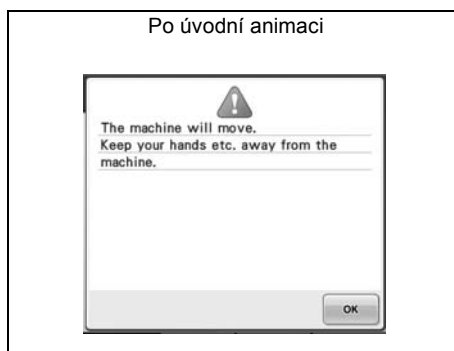 Po úvodní animaci
The machine will move.
Keep your hands etc. away from the
machine.
OK